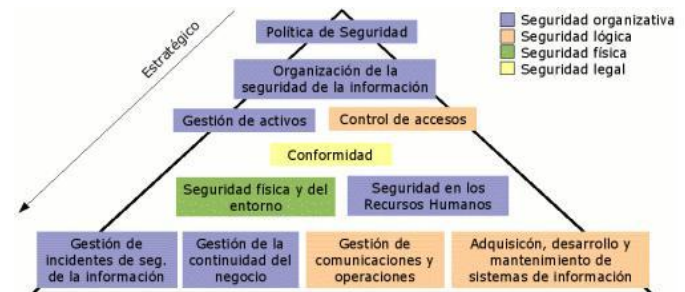 Estratégico
Política de Seguridad
Organización de la
seguridad de la información
Gestión de activos
Control de accesos
Conformidad
Seguridad física y del
entorno
Seguridad en los
Recursos Humanos
Gestión de
incidentes de seg.
de la información
Gestión de la
continuidad del
negocio
Gestión de
comunicaciones y
operaciones
Adquisicón, desarrollo y
mantenimiento de
sistemas de información
Seguridad organizativa
Seguridad lógica
Seguridad física
Seguridad legal